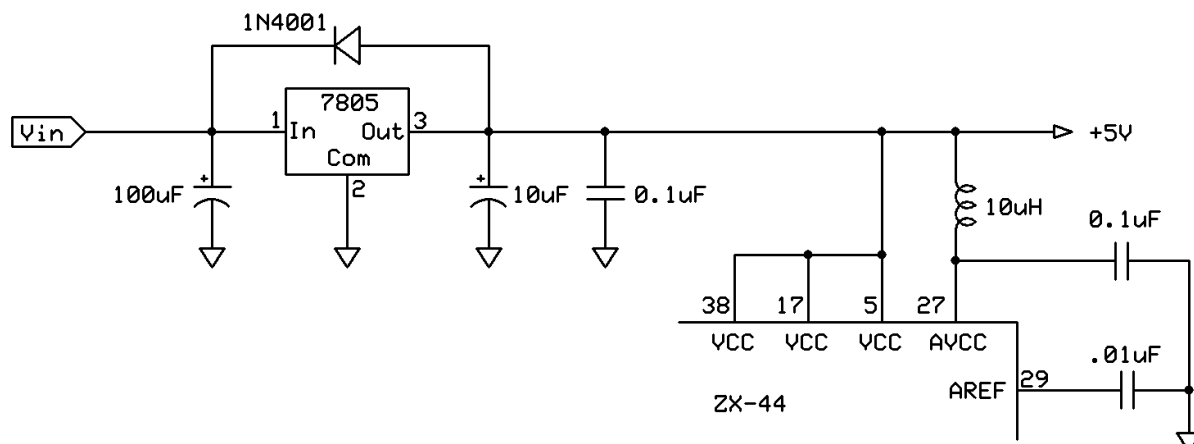 1N4001
Vin
1
7805
In
Out
Com
3
2
+5V
+
100uF
+
10uF
0.1uF
10uH
0.1uF
38
17
5
27
VCC
VCC
VCC
AVCC
.01uF
AREF
29
ZX-44